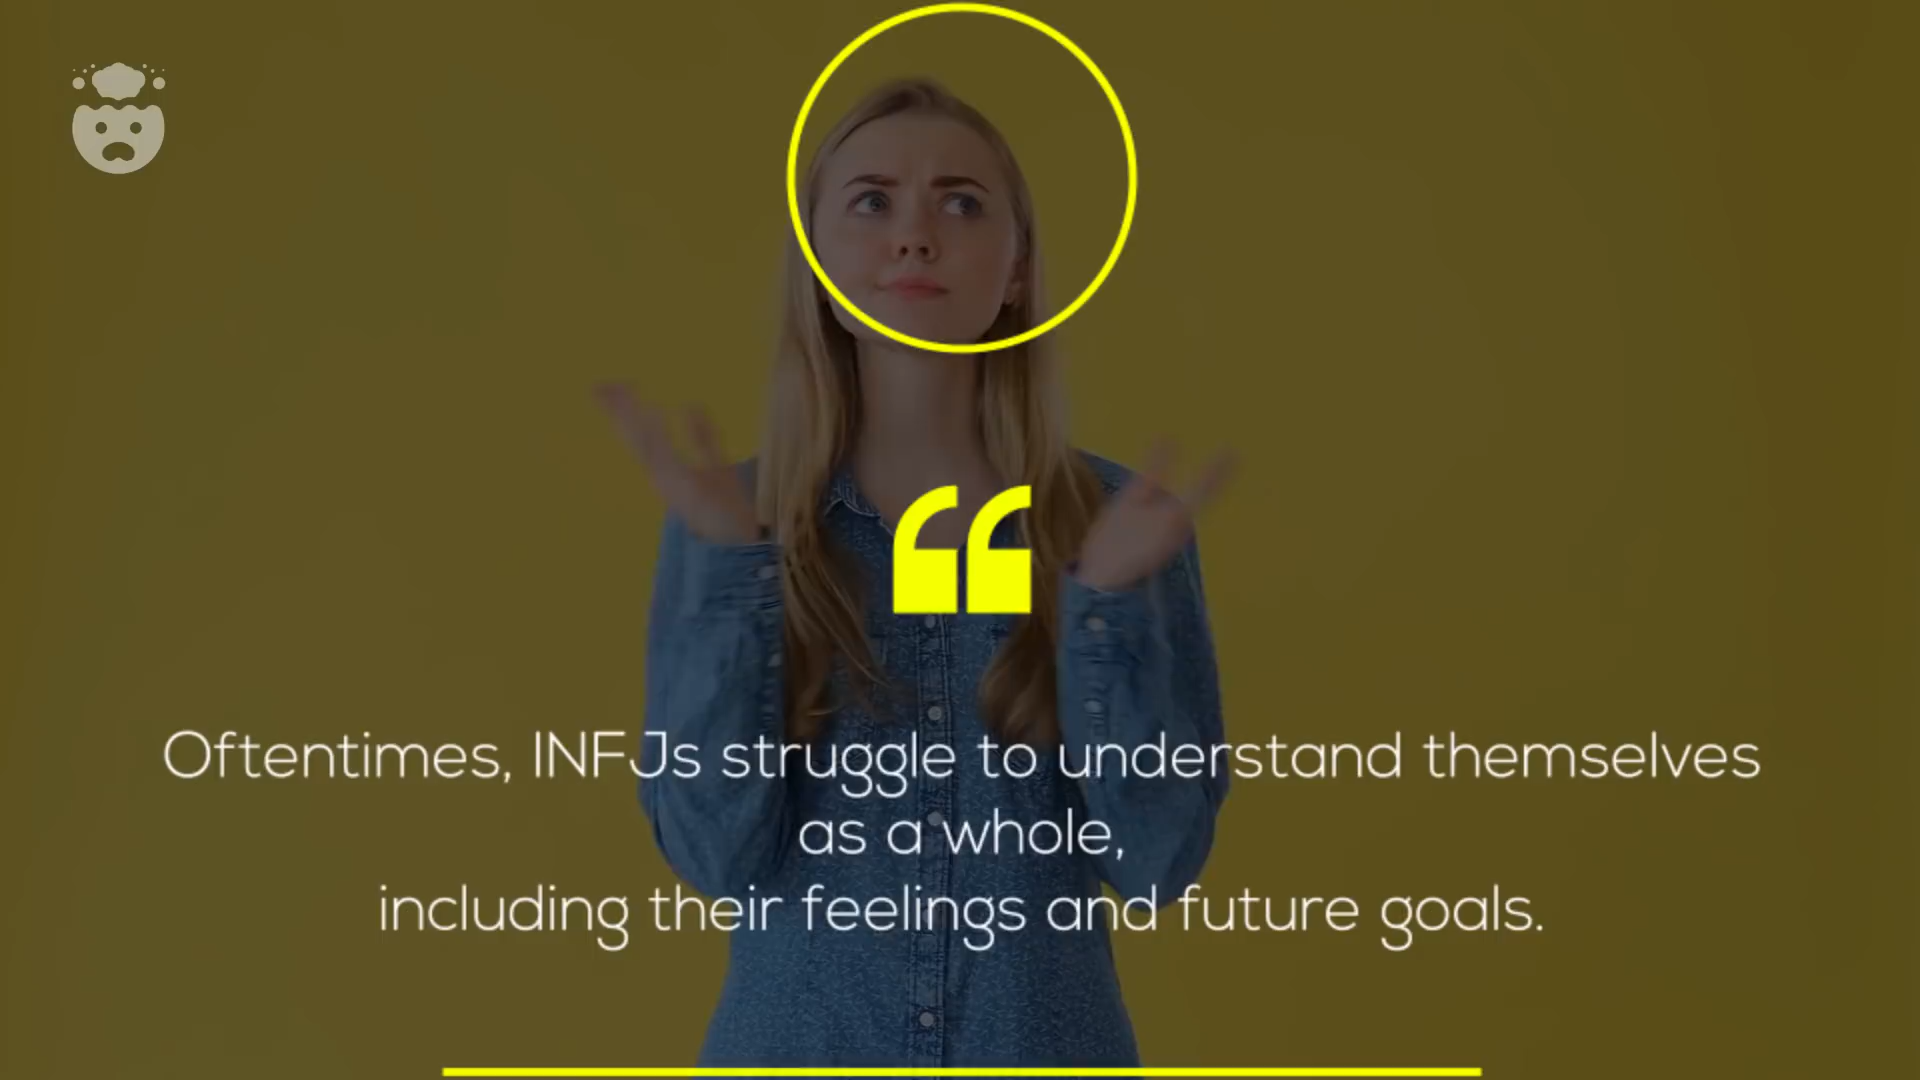 “
Oftentimes, INFJs struggle to understand themselves
as a whole,
including their feelings and future goals.